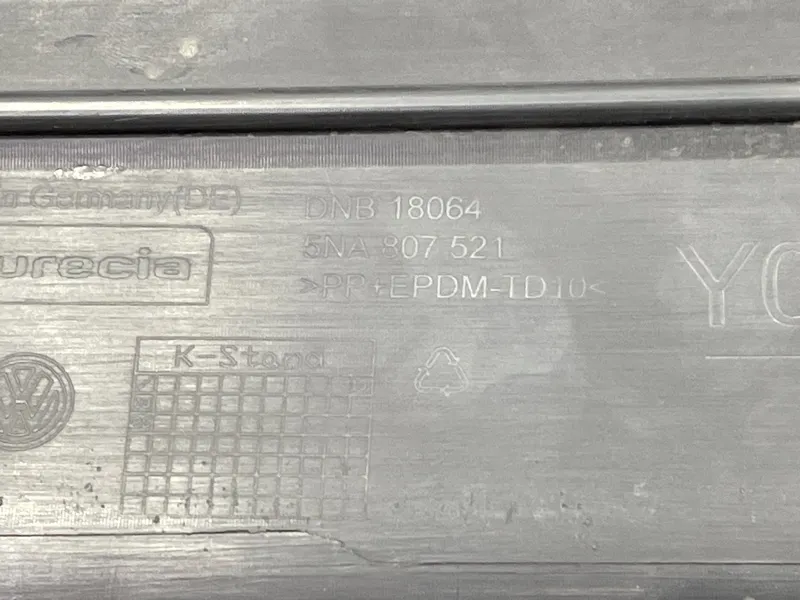 Germany(DE)
DNB 18064
urecia
5NA 807 521
>PP+EPDM-TD10<
K-Stand